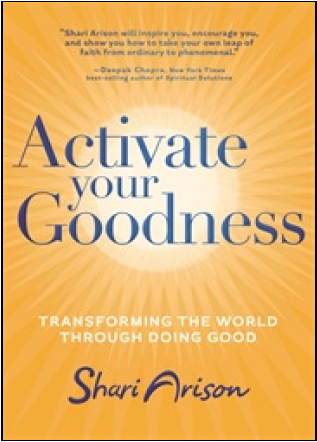 "Shari Arison will inspire you, encourage you,
and show you how to take your own leap of
faith from ordinary to phenomenal."
—Deepak Chopra, New York Times
best-selling author of Spiritual Solutions
Activate
your
Goodness
TRANSFORMING THE WORLD
THROUGH DOING GOOD
Shari Arison